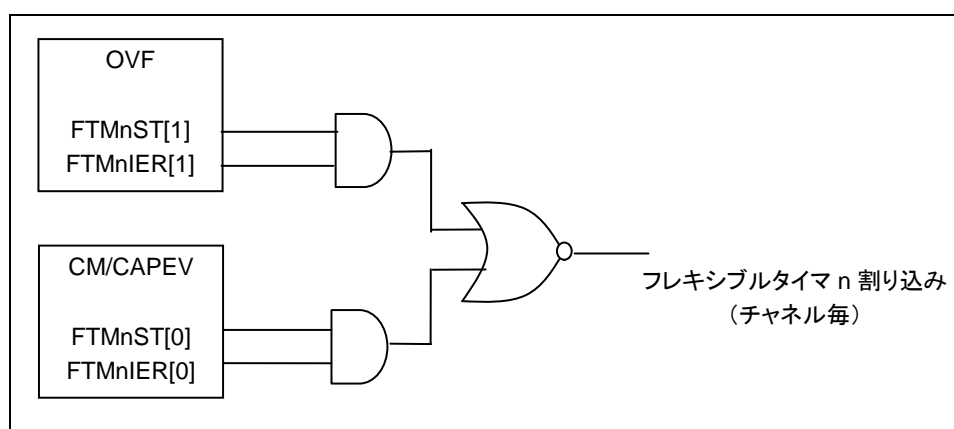 OVF
FTMnST[1]
FTMnIER[1]
CM/CAPEV
FTMnST[0]
FTMnIER[0]
フレキシブルタイマ n 割り込み
（チャネル毎）